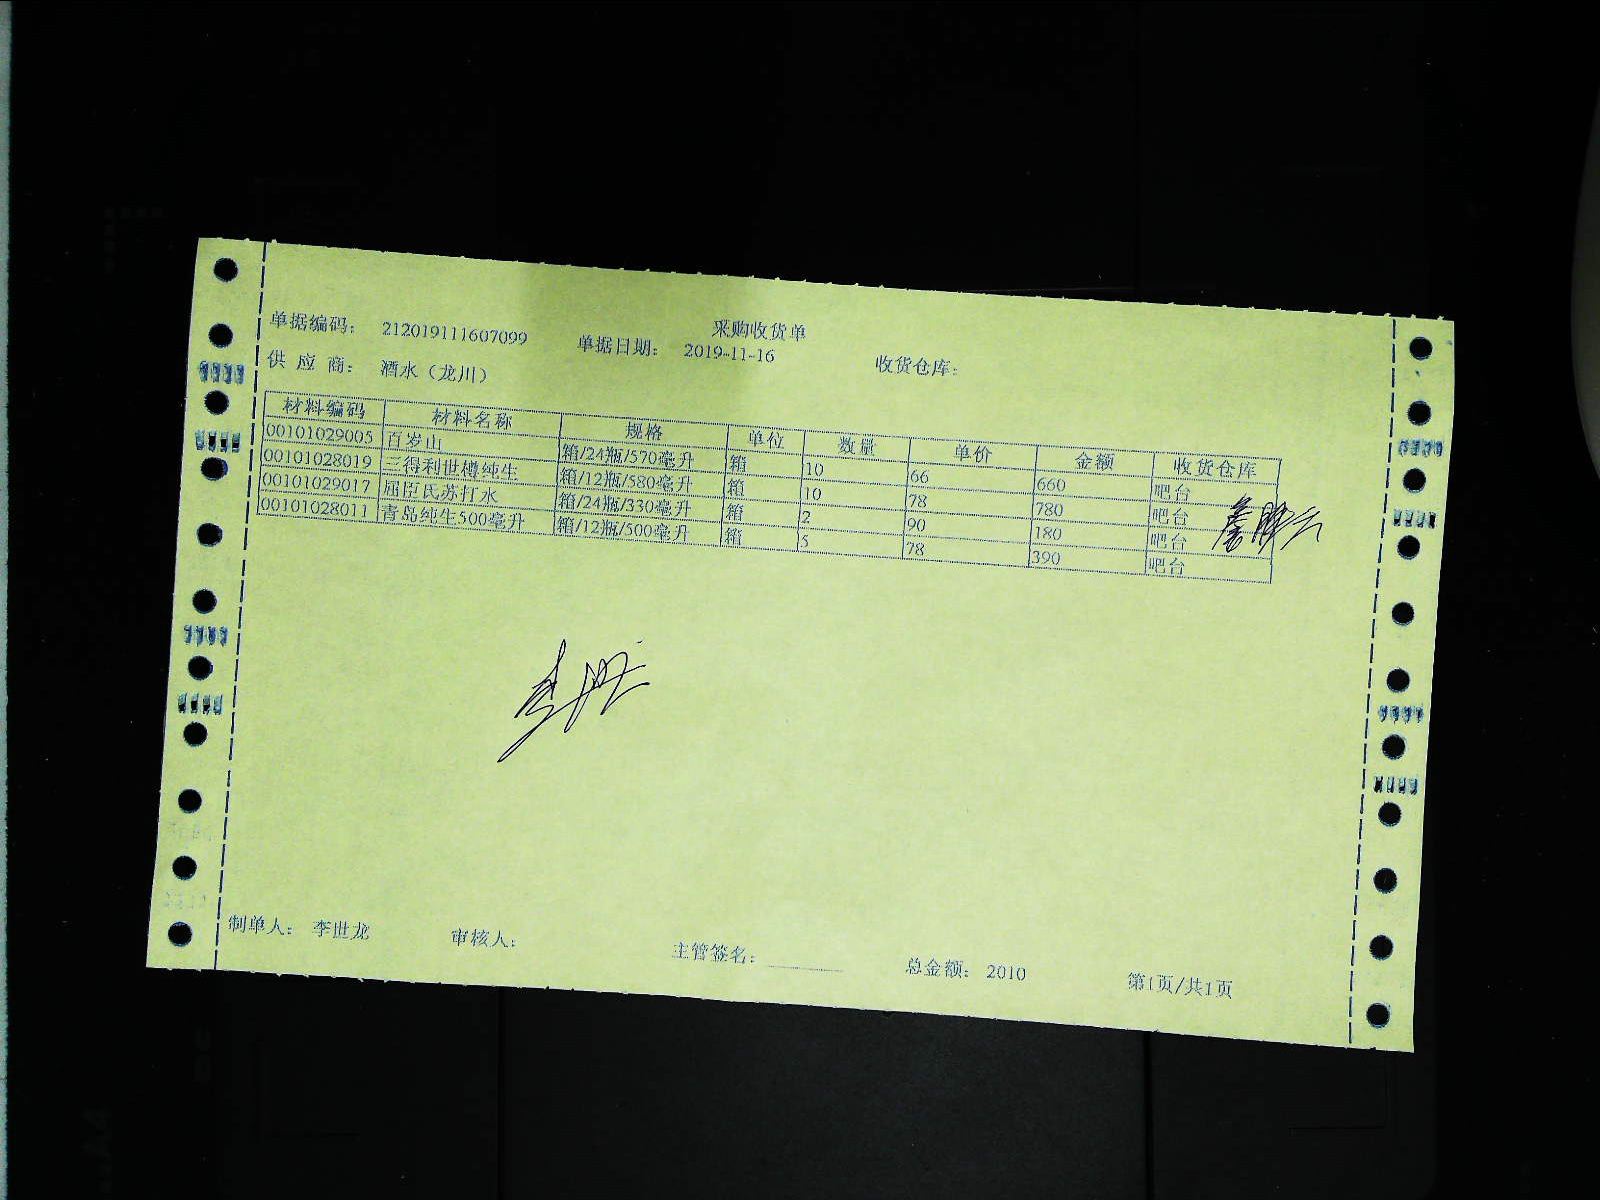 采购收货单
单据编码： 212019111607099 单据日期： 2019-11-16 收货仓库：
供 应 商： 酒水（龙川）
材料编码 材料名称 规格 单位 数量 单价 金额 收货仓库
00101029005 百岁山 箱/24瓶/570毫升 箱 10 66 660 吧台
00101028019 三得利世樽纯生 箱/12瓶/580毫升 箱 10 78 780 吧台
00101029017 屈臣氏苏打水 箱/24瓶/330毫升 箱 2 90 180 吧台
00101028011 青岛纯生500毫升 箱/12瓶/500毫升 箱 5 78 390 吧台
制单人： 李世龙 审核人： 主管签名： 总金额： 2010 第1页/共1页